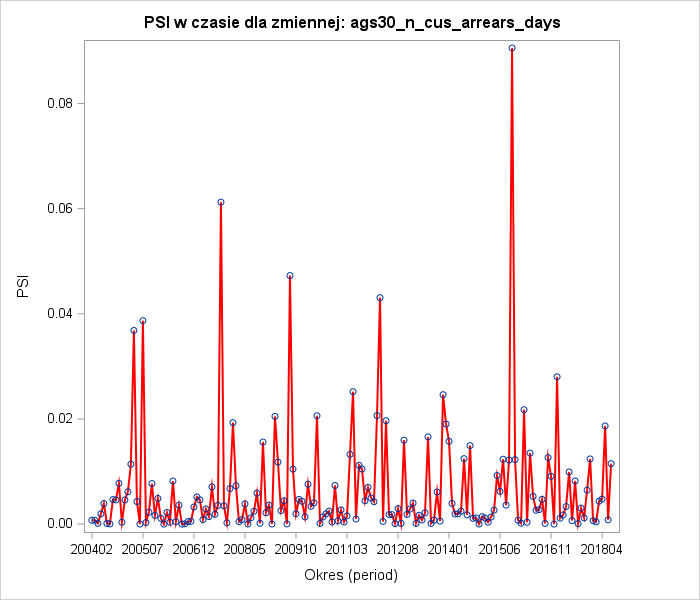 PSI w czasie dla zmiennej: ags30_n_cus_arrears_days
0.08
0.06
0.04
0.02
0.00
PSI
200402 200507 200612 200805 200910 201103 201208 201401 201506 201611 201804
Okres (period)